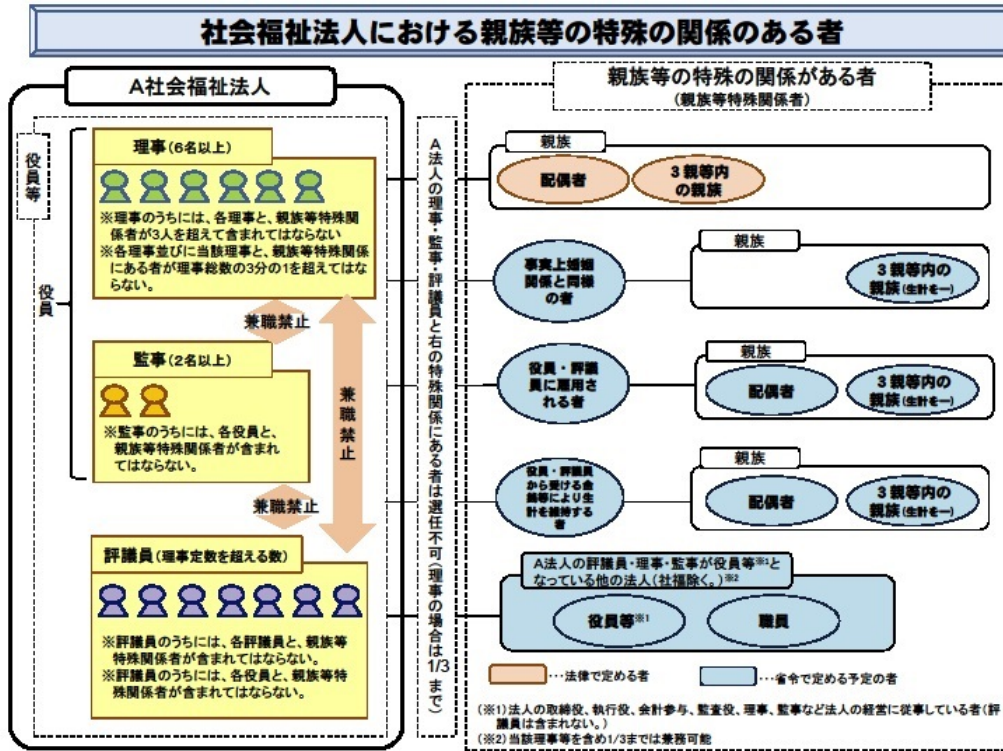 社会福祉法人における親族等の特殊の関係のある者
A社会福祉法人
役員等
役員
理事(6名以上)
※理事のうちには、各理事と、親族等特殊関
係者が3人を超えて含まれてはならない
※各理事並びに当該理事と、親族等特殊関係
にある者が理事総数の3分の1を超えてはな
らない。
兼職禁止
監事(2名以上)
※監事のうちには、各役員と、
親族等特殊関係者が含まれ
てはならない。
兼職禁止
兼職禁止
評議員(理事定数を超える数)
※評議員のうちには、各評議員と、親族等
特殊関係者が含まれてはならない。
※評議員のうちには、各役員と、親族等特
殊関係者が含まれてはならない。
A法人の理事・監事・評議員と右の特殊関係にある者は選任不可(理事の場合は1/3まで)
親族等の特殊の関係がある者
(親族等特殊関係者)
親族
配偶者
3親等内
の親族
事実上婚姻
関係と同様
の者
親族
3親等内の
親族(生計を一)
役員・評議
員に雇用さ
れる者
親族
配偶者
3親等内の
親族(生計を一)
役員・評議員
から受ける金
銭等により生
計を維持する
者
親族
配偶者
3親等内の
親族(生計を一)
A法人の評議員・理事・監事が役員等※1と
なっている他の法人(社福除く。)※2
役員等※1
職員
…法律で定める者
…省令で定める予定の者
(※1)法人の取締役、執行役、会計参与、監査役、理事、監事など法人の経営に従事している者(評
議員は含まれない。)
(※2)当該理事等を含め1/3までは兼務可能